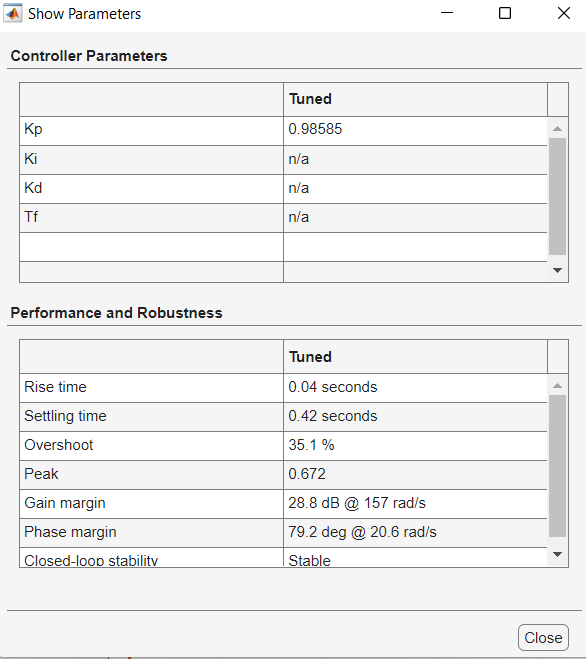 Show Parameters
Controller Parameters
Tuned
Kp 0.98585
Ki n/a
Kd n/a
Tf n/a
Performance and Robustness
Tuned
Rise time 0.04 seconds
Settling time 0.42 seconds
Overshoot 35.1 %
Peak 0.672
Gain margin 28.8 dB @ 157 rad/s
Phase margin 79.2 deg @ 20.6 rad/s
Closed-loop stability Stable
Close